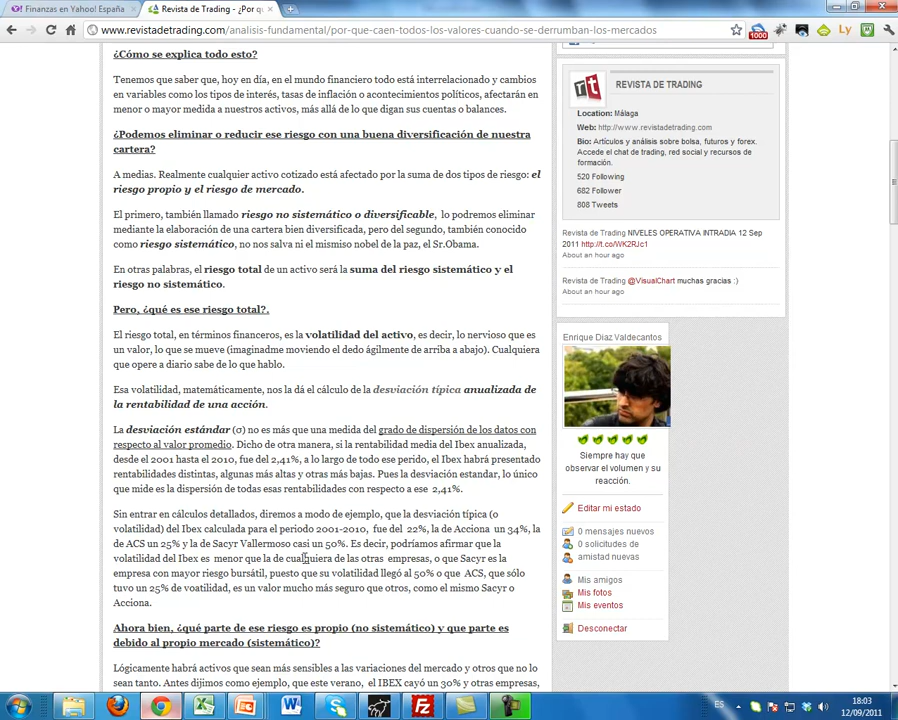 Finanzas en Yahoo! España
Revista de Trading - ¿Por qu
www.revistadetrading.com/analisis-fundamental/por-que-caen-todos-los-valores-cuando-se-derrumban-los-mercados
1000
Ly
¿Cómo se explica todo esto?
Tenemos que saber que, hoy en día, en el mundo financiero todo está interrelacionado y cambios
en variables como los tipos de interés, tasas de inflación o acontecimientos políticos, afectarán en
menor o mayor medida a nuestros activos, más allá de lo que digan sus cuentas o balances.
¿Podemos eliminar o reducir ese riesgo con una buena diversificación de nuestra
cartera?
A medias. Realmente cualquier activo cotizado está afectado por la suma de dos tipos de riesgo: el
riesgo propio y el riesgo de mercado.
El primero, también llamado riesgo no sistemático o diversificable, lo podremos eliminar
mediante la elaboración de una cartera bien diversificada, pero del segundo, también conocido
como riesgo sistemático, no nos salva ni el mismiso nobel de la paz, el Sr.Obama.
En otras palabras, el riesgo total de un activo será la suma del riesgo sistemático y el
riesgo no sistemático.
Pero, ¿qué es ese riesgo total?.
El riesgo total, en términos financeros, es la volatilidad del activo, es decir, lo nervioso que es
un valor, lo que se mueve (imaginadme moviendo el dedo ágilmente de arriba a abajo). Cualquiera
que opere a diario sabe de lo que hablo.
Esa volatilidad, matemáticamente, nos la dá el cálculo de la desviación típica anualizada de
la rentabilidad de una acción.
La desviación estándar (σ) no es más que una medida del grado de dispersión de los datos con
respecto al valor promedio. Dicho de otra manera, si la rentabilidad media del Ibex anualizada,
desde el 2001 hasta el 2010, fue del 2,41%, a lo largo de todo ese perido, el Ibex habrá presentado
rentabilidades distintas, algunas más altas y otras más bajas. Pues la desviación estandar, lo único
que mide es la dispersión de todas esas rentabilidades con respecto a ese 2,41%.
Sin entrar en cálculos detallados, diremos a modo de ejemplo, que la desviación típica (o
volatilidad) del Ibex calculada para el periodo 2001-2010, fue del 22%, la de Acciona un 34%, la
de ACS un 25% y la de Sacyr Vallermoso casi un 50%. Es decir, podríamos afirmar que la
volatilidad del Ibex es menor que la de cualquiera de las otras empresas, o que Sacyr es la
empresa con mayor riesgo bursátil, puesto que su volatilidad llegó al 50% o que ACS, que sólo
tuvo un 25% de voatilidad, es un valor mucho más seguro que otros, como el mismo Sacyr o
Acciona.
Ahora bien, ¿qué parte de ese riesgo es propio (no sistemático) y que parte es
debido al propio mercado (sistemático)?
Lógicamente habrá activos que sean más sensibles a las variaciones del mercado y otros que no lo
sean tanto. Antes dijimos como ejemplo, que este verano, el IBEX cayó un 30% y otras empresas,
rt
REVISTA DE TRADING
Location: Málaga
Web: http://www.revistadetrading.com
Bio: Artículos y análisis sobre bolsa, futuros y forex.
Accede el chat de trading, red social y recursos de
formación.
520 Following
682 Follower
808 Tweets
Revista de Trading NIVELES OPERATIVA INTRADIA 12 Sep
2011 http://t.co/WK2RJc1
About an hour ago
Revista de Trading @VisualChart muchas gracias :)
About an hour ago
Enrique Diaz Valdecantos
Siempre hay que
observar el volumen y su
reacción.
Editar mi estado
0 mensajes nuevos
0 solicitudes de
amistad nuevas
Mis amigos
Mis fotos
Mis eventos
Desconectar
ES
18:03
12/09/2011